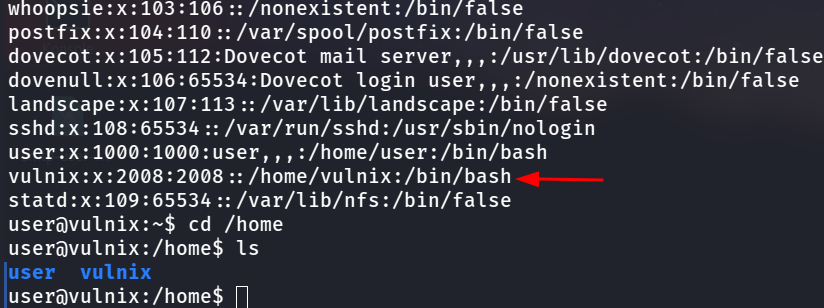 whoopsie:x:103:106::/nonexistent:/bin/false
postfix:x:104:110::/var/spool/postfix:/bin/false
dovecot:x:105:112:Dovecot mail server,,,:/usr/lib/dovecot:/bin/false
dovenull:x:106:65534:Dovecot login user,,,:/nonexistent:/bin/false
landscape:x:107:113::/var/lib/landscape:/bin/false
sshd:x:108:65534::/var/run/sshd:/usr/sbin/nologin
user:x:1000:1000:user,,,:/home/user:/bin/bash
vulnix:x:2008:2008::/home/vulnix:/bin/bash
statd:x:109:65534::/var/lib/nfs:/bin/false
user@vulnix:~$ cd /home
user@vulnix:/home$ ls
user  vulnix
user@vulnix:/home$